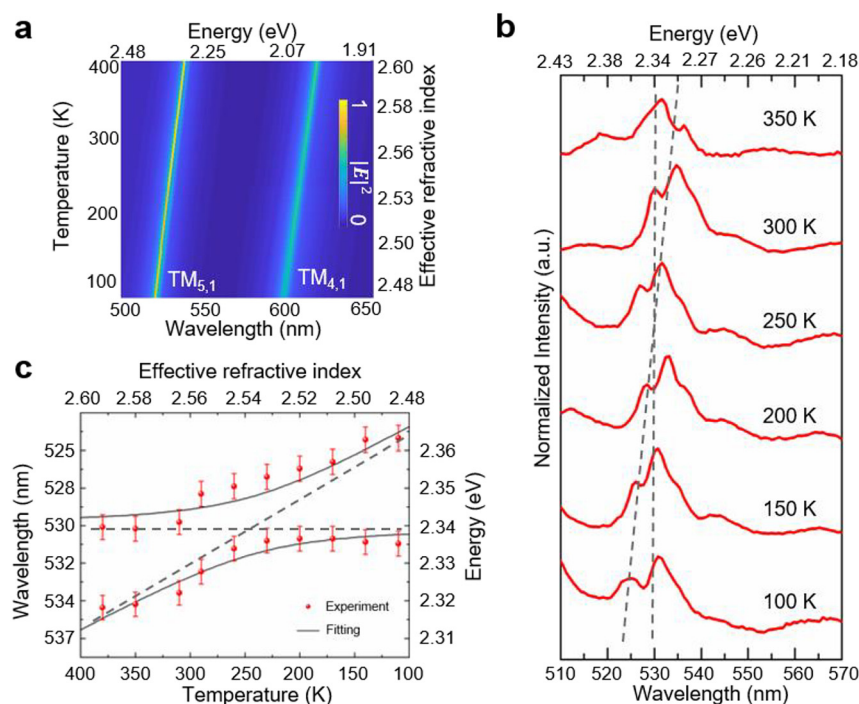 a
Energy (eV)
2.48 2.25 2.07 1.91
400 300 200 100
Temperature (K)
1
|E|²
0
TM5,1 TM4,1
2.60 2.58 2.56 2.53 2.50 2.48
Effective refractive index
500 550 600 650
Wavelength (nm)
b
Energy (eV)
2.43 2.38 2.34 2.27 2.26 2.21 2.18
Normalized Intensity (a.u.)
350 K
300 K
250 K
200 K
150 K
100 K
510 520 530 540 550 560 570
Wavelength (nm)
c
Effective refractive index
2.60 2.58 2.56 2.54 2.52 2.50 2.48
525 528 530 531 534 537
Wavelength (nm)
2.36 2.35 2.34 2.33 2.32 2.31
Energy (eV)
Experiment
Fitting
400 350 300 250 200 150 100
Temperature (K)